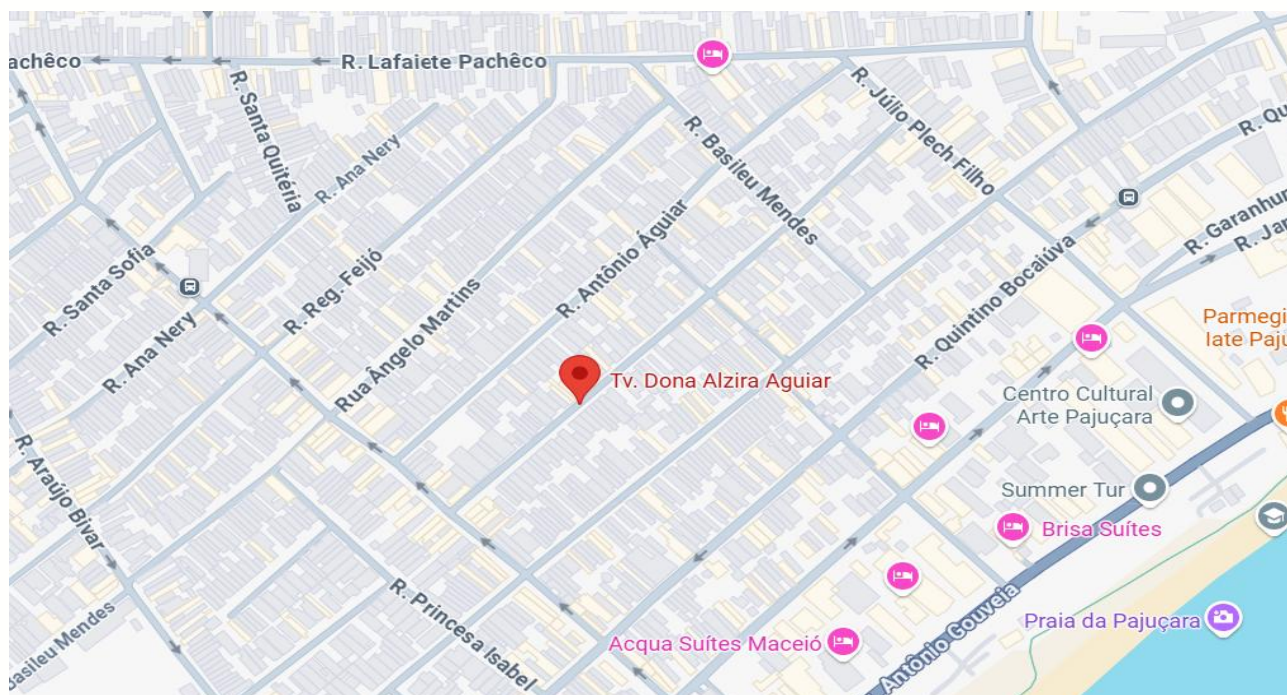 achêco
R. Lafaiete Pachêco
R. Santa Quitéria
R. Ana Nery
R. Júlio Plech Filho
R. Basileu Mendes
R. Qu
R. Garanhur
R. Jar
R. Santa Sofia
R. Ana Nery
R. Reg. Feijó
Rua Ângelo Martins
R. Antônio Águiar
R. Quintino Bocaiúva
Parmegi
Iate Paju
Tv. Dona Alzira Aguiar
Centro Cultural
Arte Pajuçara
R. Araújo Bivar
Summer Tur
Brisa Suítes
R. Princesa Isabel
Basileu Mendes
Acqua Suítes Maceió
Antônio Gouveia
Praia da Pajuçara